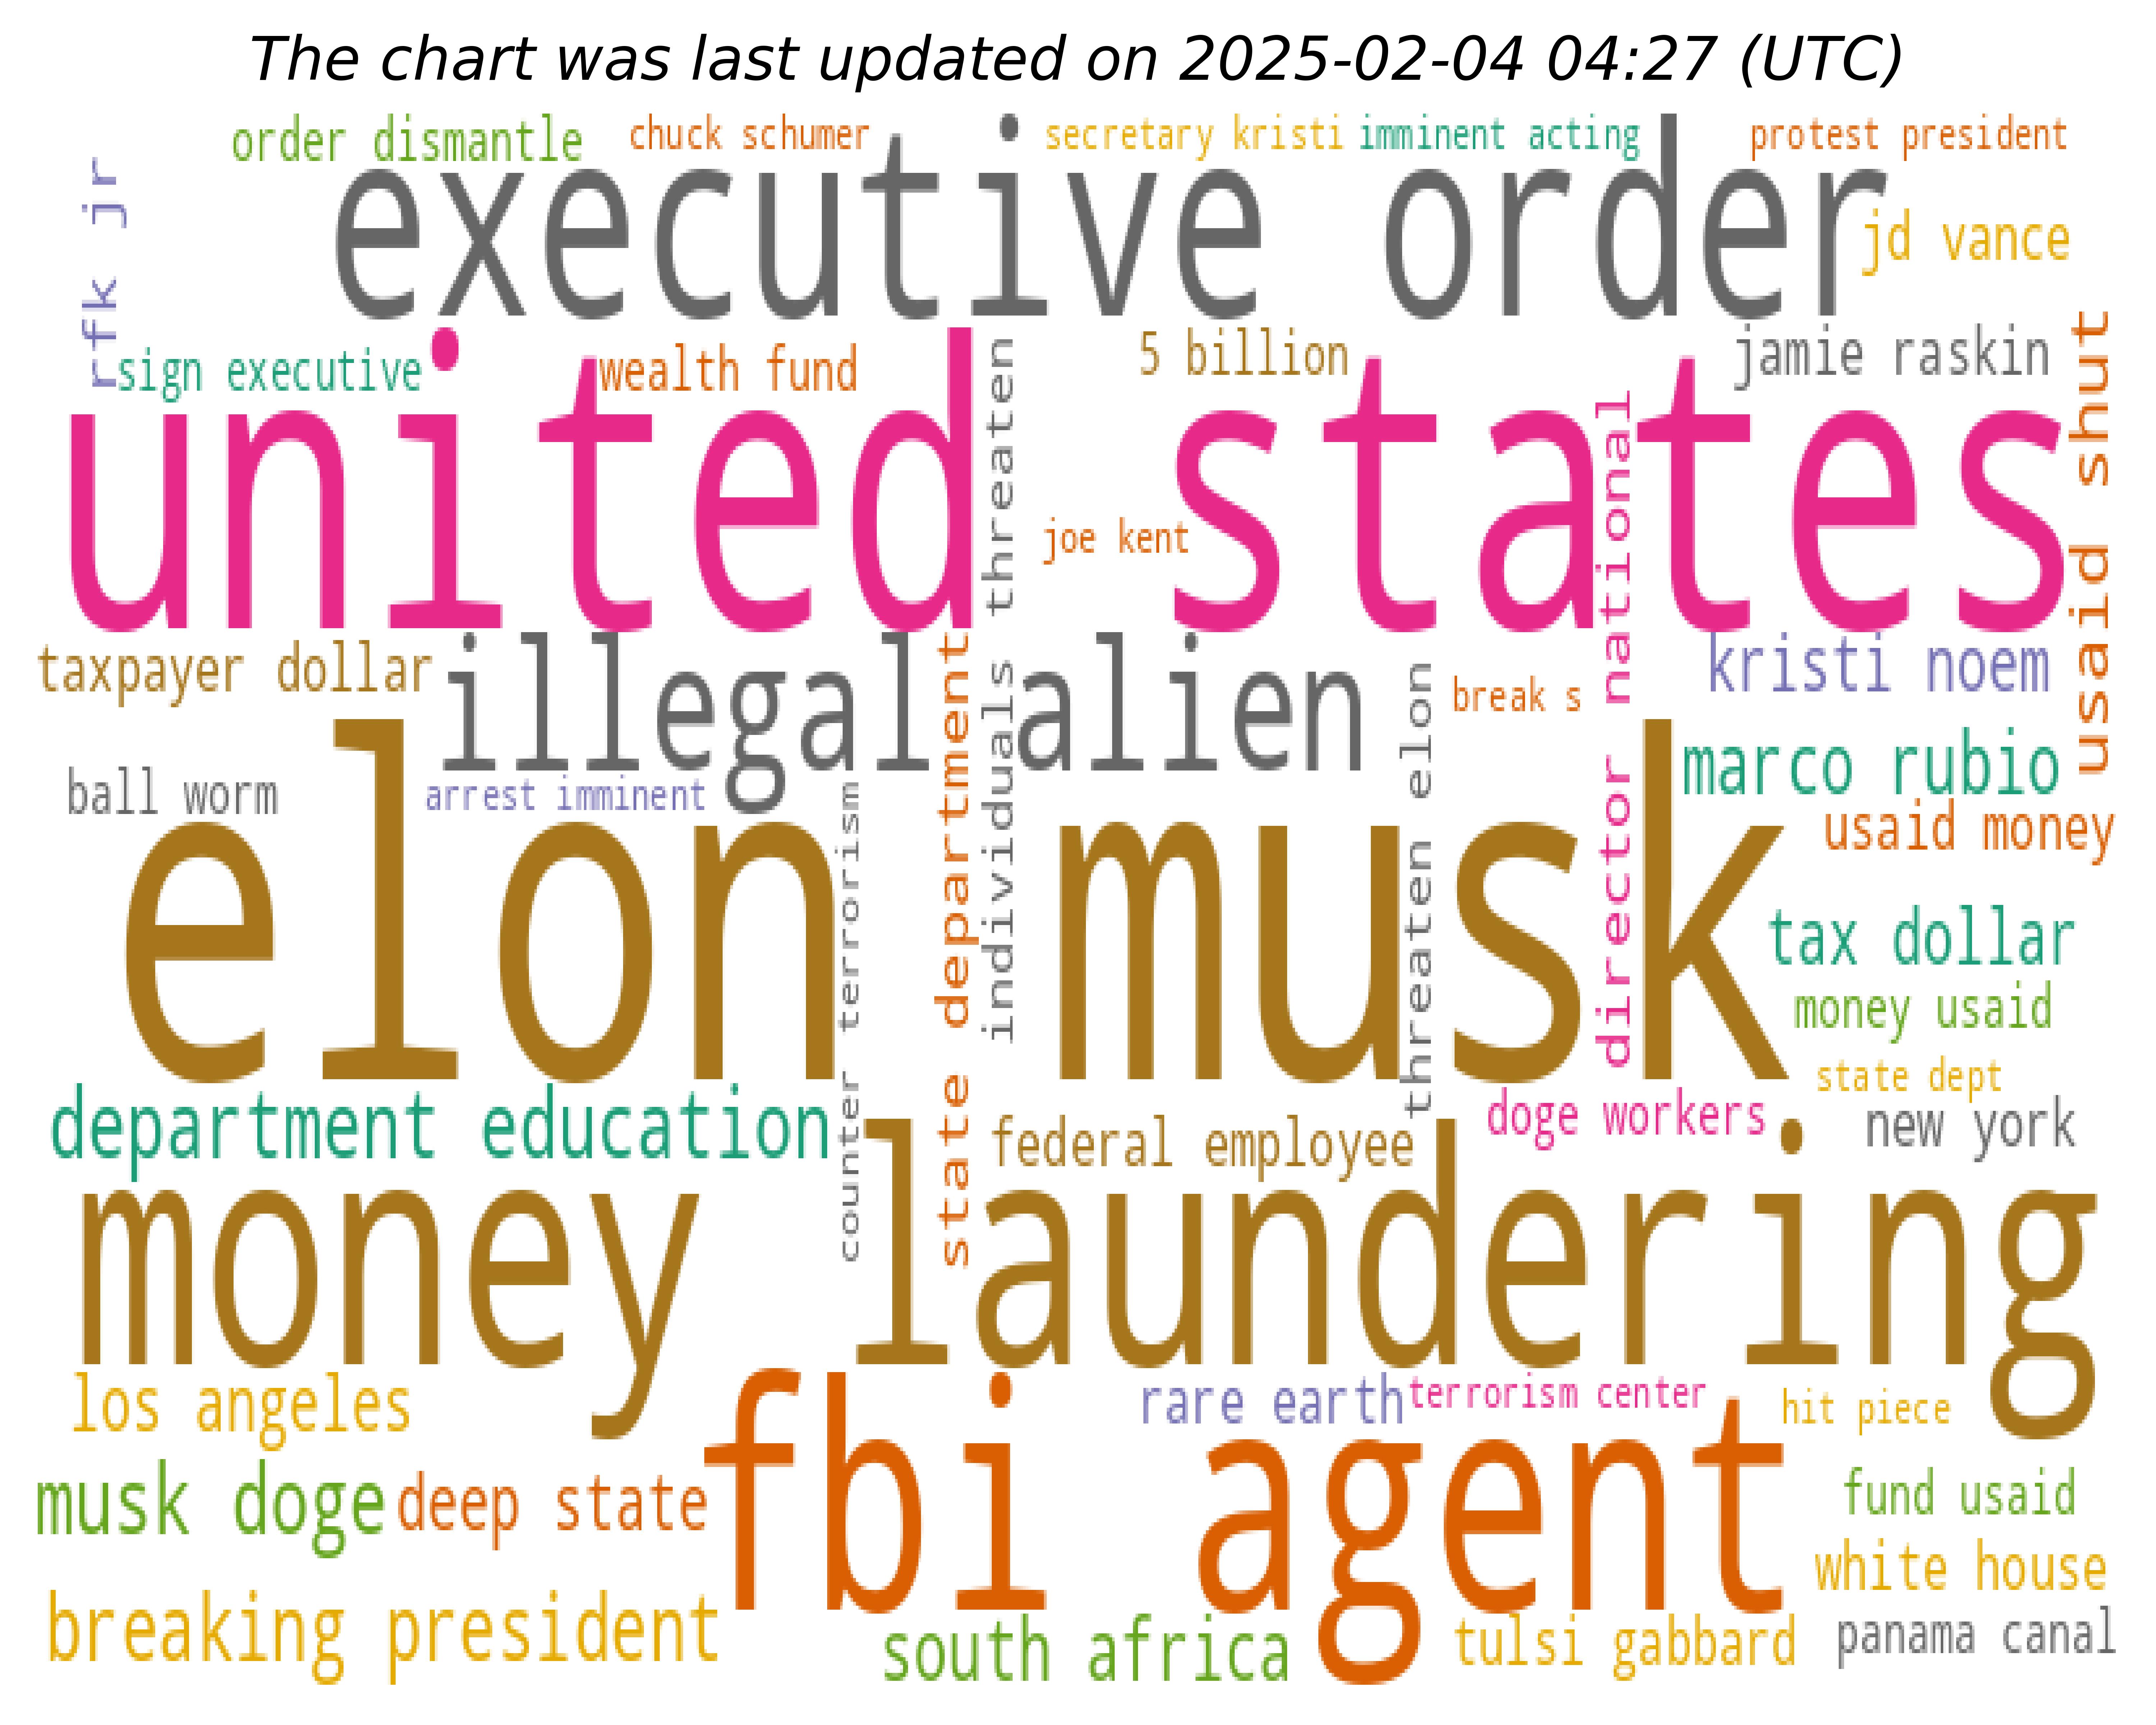 The chart was last updated on 2025-02-04 04:27 (UTC)
order dismantle
chuck schumer
secretary kristi
imminent acting
protest president
rfk jr
executive order
jd vance
sign executive
wealth fund
5 billion
jamie raskin
usaid shut
united states
individuals threaten
joe kent
director national
taxpayer dollar
illegal alien
state department
threaten elon
break s
kristi noem
marco rubio
ball worm
arrest imminent
counter terrorism
elon musk
usaid money
tax dollar
money usaid
state dept
department education
federal employee
doge workers
new york
money laundering
los angeles
rare earth
terrorism center
hit piece
musk doge
deep state
fbi agent
fund usaid
white house
breaking president
south africa
tulsi gabbard
panama canal